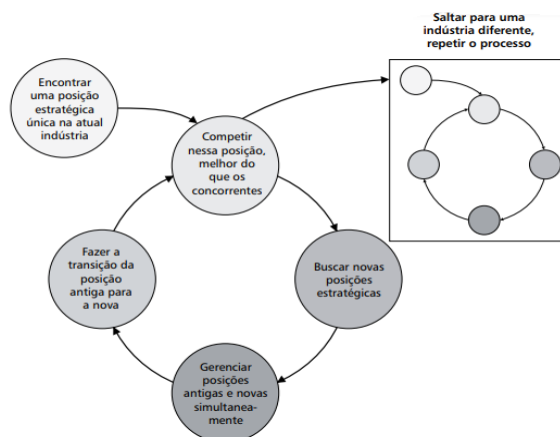 Saltar para uma
indústria diferente,
repetir o processo
Encontrar
uma posição
estratégica
única na atual
indústria
Competir
nessa posição,
melhor do
que os
concorrentes
Fazer a
transição da
posição
antiga para
a nova
Buscar novas
posições
estratégicas
Gerenciar
posições
antigas e novas
simultanea-
mente